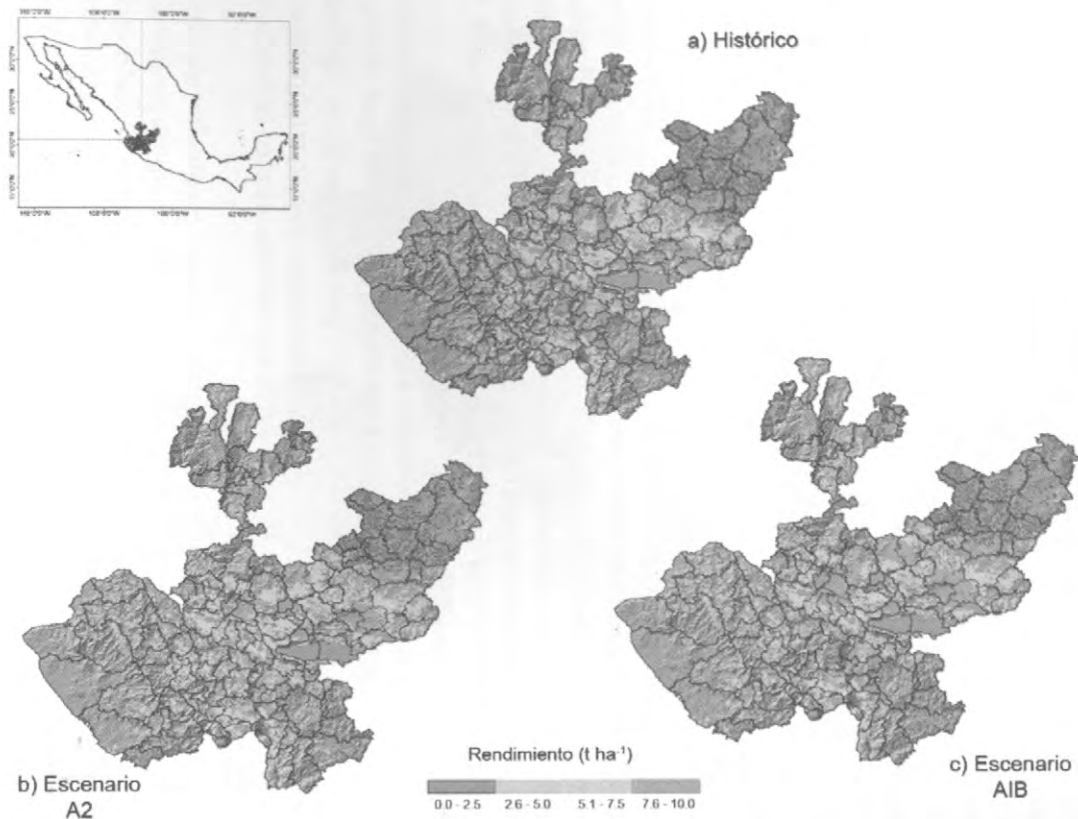 a) Histórico
b) Escenario
A2
Rendimiento (t ha⁻¹)
0.0 - 2.5 2.6 - 5.0 5.1 - 7.5 7.6 - 10.0
c) Escenario
AIB